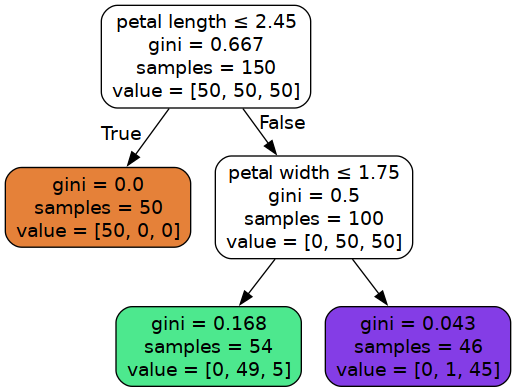 petal length ≤ 2.45
gini = 0.667
samples = 150
value = [50, 50, 50]
True
False
gini = 0.0
samples = 50
value = [50, 0, 0]
petal width ≤ 1.75
gini = 0.5
samples = 100
value = [0, 50, 50]
gini = 0.168
samples = 54
value = [0, 49, 5]
gini = 0.043
samples = 46
value = [0, 1, 45]